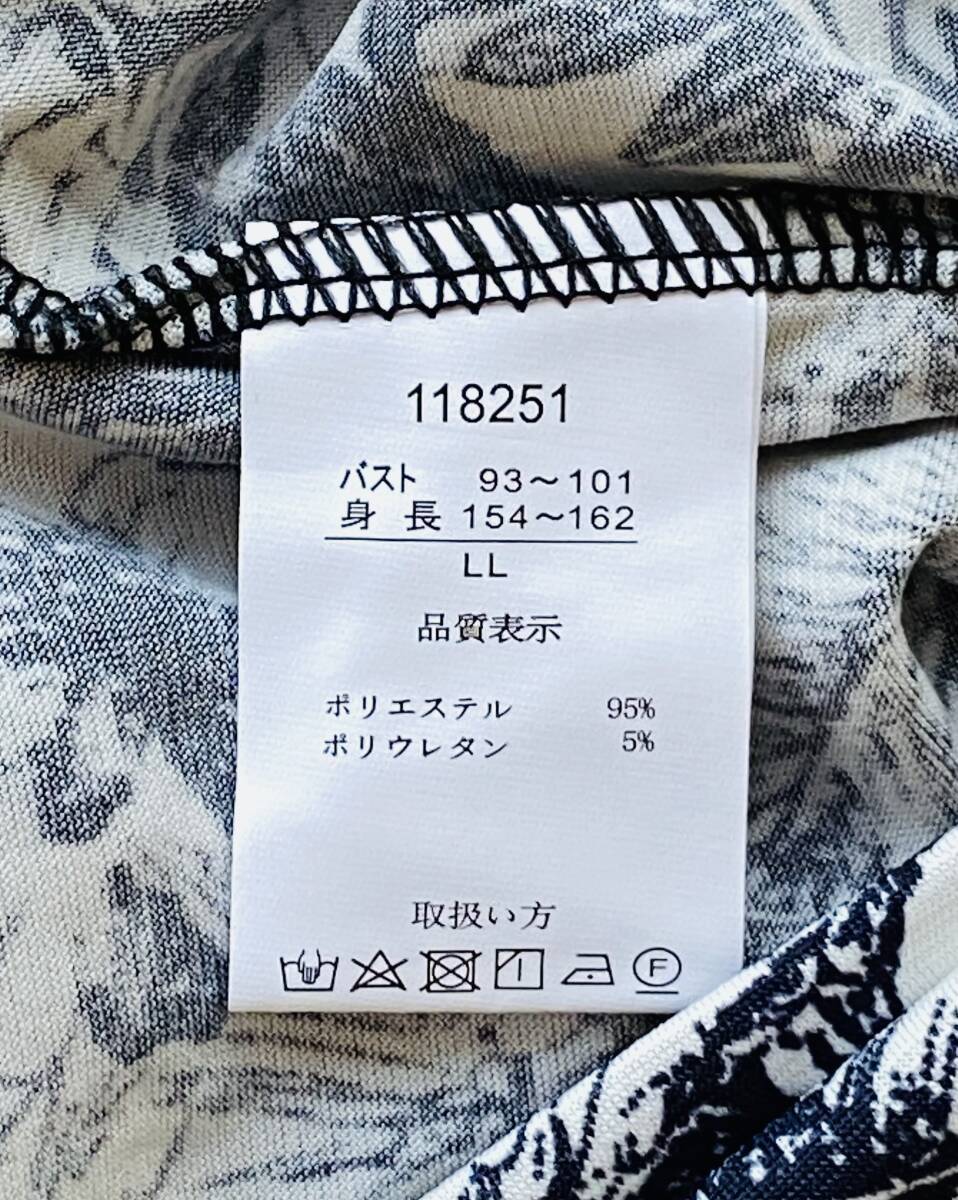 118251
バスト 93～101
身長 154～162
LL
品質表示
ポリエステル 95%
ポリウレタン 5%
取扱い方
F